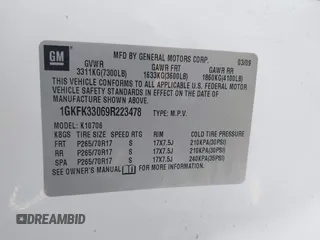 GM
MFD BY GENERAL MOTORS CORP. 03/09
GVWR GAWR FRT GAWR RR
3311KG(7300LB) 1633KG(3600LB) 1860KG(4100LB)
THIS VEHICLE CONFORMS TO ALL APPLICABLE U.S. FEDERAL MOTOR
VEHICLE SAFETY STANDARDS IN EFFECT ON THE DATE OF
MANUFACTURE SHOWN ABOVE.
1GKFK33069R223478 TYPE: M.P.V.
MODEL: K10706
TIRE SIZE SPEED RTG RIM COLD TIRE PRESSURE
FRT P265/70R17 S 17X7.5J 210KPA(30PSI)
RR P265/70R17 S 17X7.5J 210KPA(30PSI)
SPA P265/70R17 S 17X7.5J 240KPA(35PSI)
SEE OWNER'S MANUAL FOR MORE INFORMATION.
DREAMBID